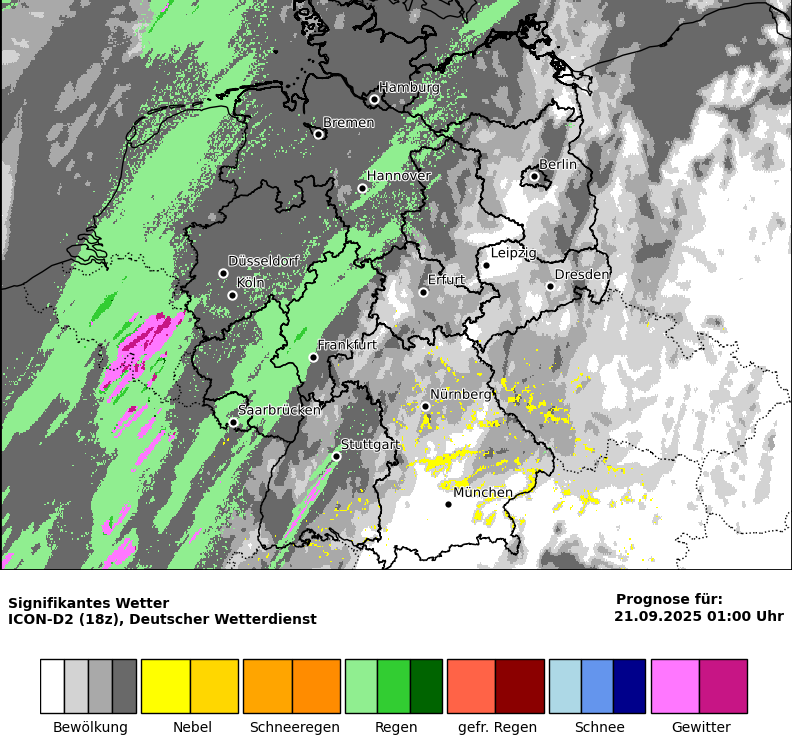 Hamburg
Bremen
Berlin
Hannover
Leipzig
Düsseldorf
Dresden
Köln
Erfurt
Frankfurt
Nürnberg
Saarbrücken
Stuttgart
München
Signifikantes Wetter
ICON-D2 (18z), Deutscher Wetterdienst
Prognose für:
21.09.2025 01:00 Uhr
Bewölkung Nebel Schneeregen Regen gefr. Regen Schnee Gewitter